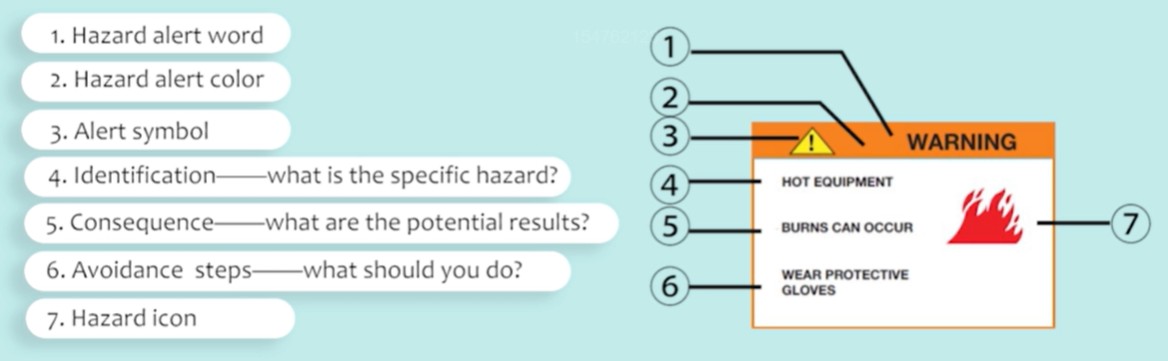 1. Hazard alert word
2. Hazard alert color
3. Alert symbol
4. Identification——what is the specific hazard?
5. Consequence——what are the potential results?
6. Avoidance steps——what should you do?
7. Hazard icon
1
2
3
4
5
6
7
! WARNING
HOT EQUIPMENT
BURNS CAN OCCUR
WEAR PROTECTIVE
GLOVES